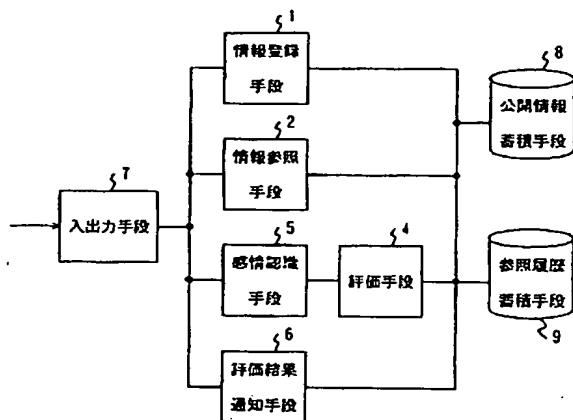 1
情報登録
手段
2
情報参照
手段
7
入出力手段
5
感情認識
手段
4
評価手段
6
評価結果
通知手段
8
公開情報
蓄積手段
参照履歴
蓄積手段
9